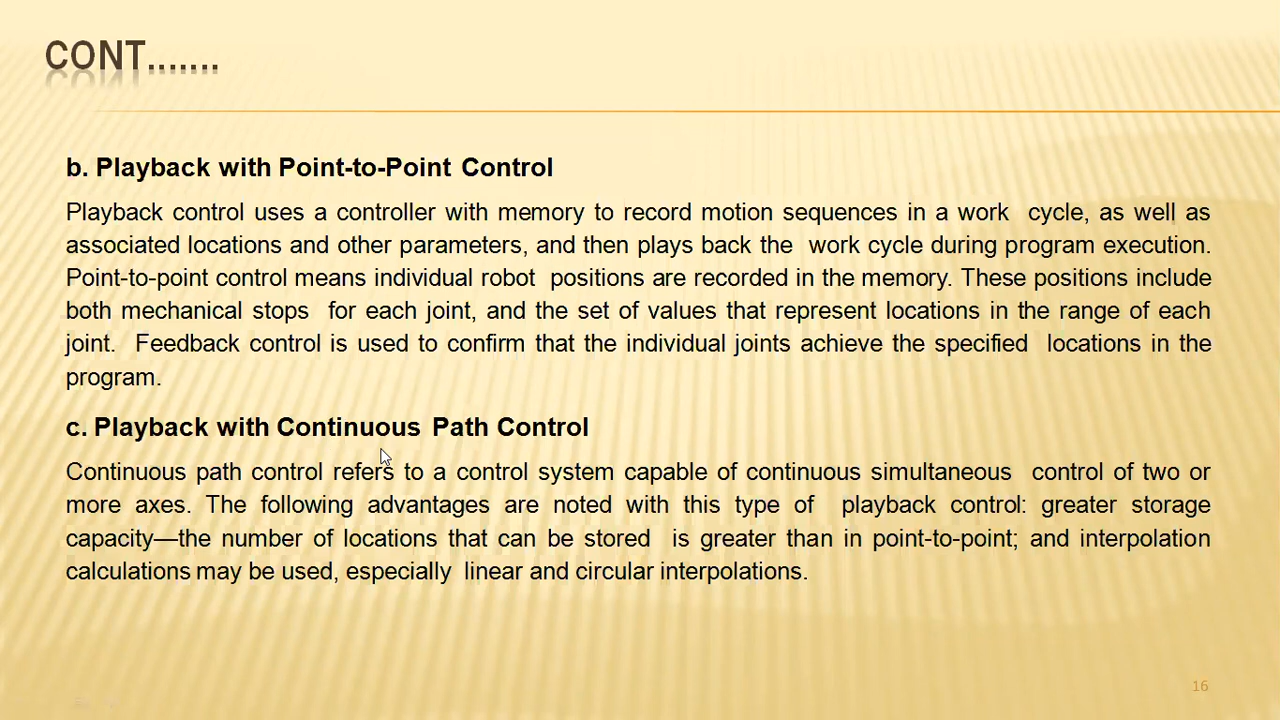 CONT.......
b. Playback with Point-to-Point Control
Playback control uses a controller with memory to record motion sequences in a work cycle, as well as
associated locations and other parameters, and then plays back the work cycle during program execution.
Point-to-point control means individual robot positions are recorded in the memory. These positions include
both mechanical stops for each joint, and the set of values that represent locations in the range of each
joint. Feedback control is used to confirm that the individual joints achieve the specified locations in the
program.
c. Playback with Continuous Path Control
Continuous path control refers to a control system capable of continuous simultaneous control of two or
more axes. The following advantages are noted with this type of playback control: greater storage
capacity—the number of locations that can be stored is greater than in point-to-point; and interpolation
calculations may be used, especially linear and circular interpolations.
16